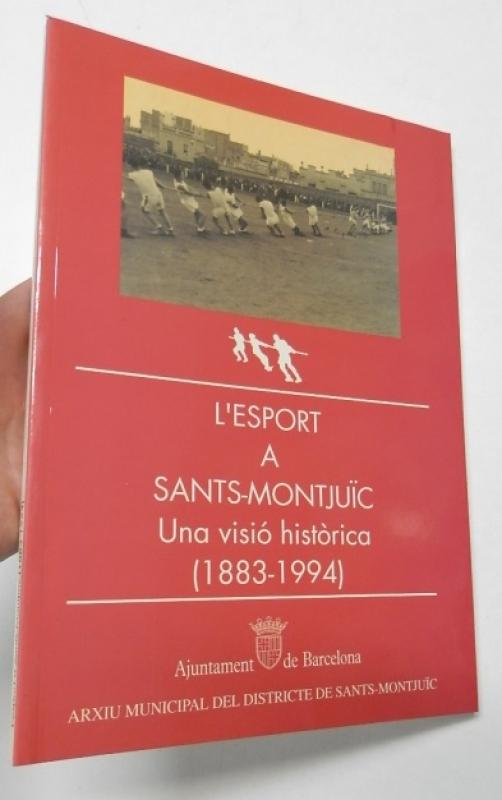 L'ESPORT
A
SANTS-MONTJUÏC
Una visió històrica
(1883-1994)
Ajuntament de Barcelona
ARXIU MUNICIPAL DEL DISTRICTE DE SANTS-MONTJUÏC